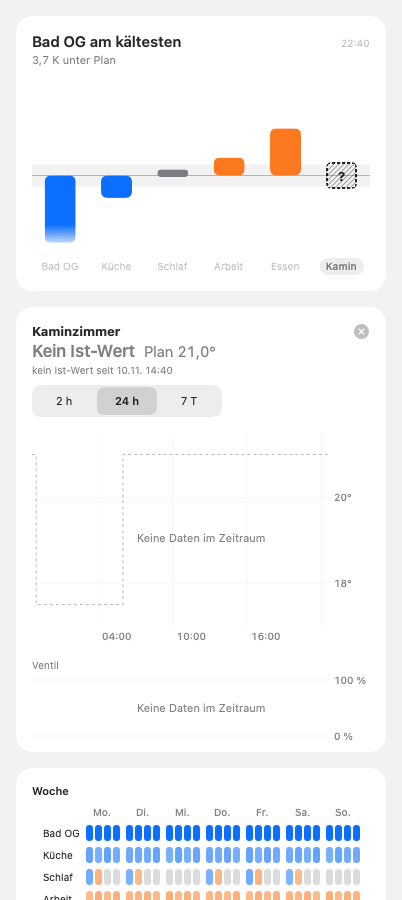 Bad OG am kältesten
22:40
3,7 K unter Plan
?
Bad OG Küche Schlaf Arbeit Essen Kamin
Kaminzimmer
Kein Ist-Wert Plan 21,0°
kein Ist-Wert seit 10.11. 14:40
2 h 24 h 7 T
20°
Keine Daten im Zeitraum
18°
04:00 10:00 16:00
Ventil
100 %
Keine Daten im Zeitraum
0 %
Woche
Mo. Di. Mi. Do. Fr. Sa. So.
Bad OG
Küche
Schlaf
Arbeit